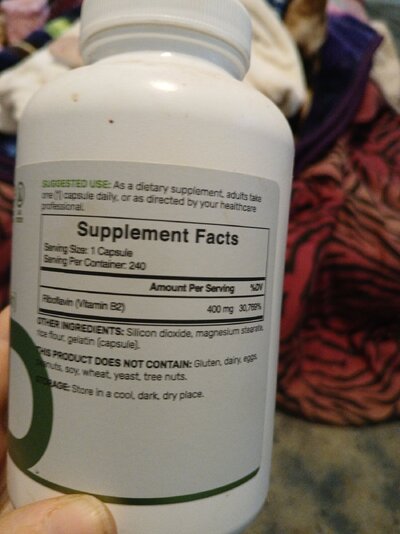 SUGGESTED USE: As a dietary supplement, adults take
one (1) capsule daily, or as directed by your healthcare
professional.
Supplement Facts
Serving Size: 1 Capsule
Serving Per Container: 240
Amount Per Serving %DV
Riboflavin (Vitamin B2) 400 mg 30,769%
OTHER INGREDIENTS: Silicon dioxide, magnesium stearate,
rice flour, gelatin (capsule).
THIS PRODUCT DOES NOT CONTAIN: Gluten, dairy, eggs,
peanuts, soy, wheat, yeast, tree nuts.
STORAGE: Store in a cool, dark, dry place.